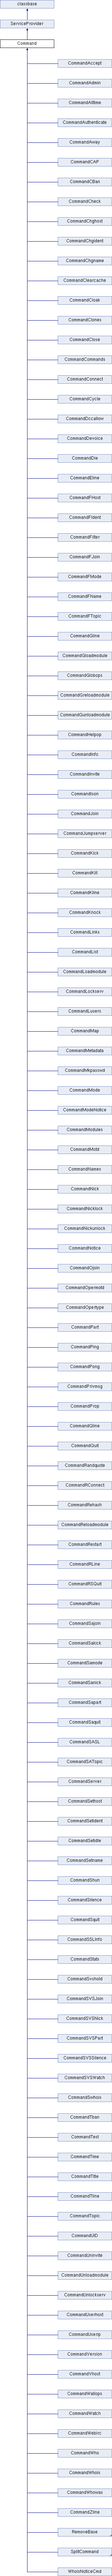 classbase
ServiceProvider
Command
CommandAccept
CommandAdmin
CommandAlltime
CommandAuthenticate
CommandAway
CommandCAP
CommandCBan
CommandCheck
CommandChghost
CommandChgident
CommandChgname
CommandClearcache
CommandCloak
CommandClones
CommandClose
CommandCommands
CommandConnect
CommandCycle
CommandDccallow
CommandDevoice
CommandDie
CommandEline
CommandFHost
CommandFIdent
CommandFilter
CommandFJoin
CommandFMode
CommandFName
CommandFTopic
CommandGline
CommandGloadmodule
CommandGlobops
CommandGreloadmodule
CommandGunloadmodule
CommandHelpop
CommandInfo
CommandInvite
CommandIson
CommandJoin
CommandJumpserver
CommandKick
CommandKill
CommandKline
CommandKnock
CommandLinks
CommandList
CommandLoadmodule
CommandLockserv
CommandLusers
CommandMap
CommandMetadata
CommandMkpasswd
CommandMode
CommandModeNotice
CommandModules
CommandMotd
CommandNames
CommandNick
CommandNicklock
CommandNickunlock
CommandNotice
CommandOjoin
CommandOpermotd
CommandOpertype
CommandPart
CommandPing
CommandPong
CommandPrivmsg
CommandProp
CommandQline
CommandQuit
CommandRandquote
CommandRConnect
CommandRehash
CommandReloadmodule
CommandRestart
CommandRLine
CommandRSQuit
CommandRules
CommandSajoin
CommandSakick
CommandSamode
CommandSanick
CommandSapart
CommandSaquit
CommandSASL
CommandSATopic
CommandServer
CommandSethost
CommandSetident
CommandSetidle
CommandSetname
CommandShun
CommandSilence
CommandSquit
CommandSSLInfo
CommandStats
CommandSvshold
CommandSVSJoin
CommandSVSNick
CommandSVSPart
CommandSVSSilence
CommandSVSWatch
CommandSwhois
CommandTban
CommandTest
CommandTime
CommandTitle
CommandTline
CommandTopic
CommandUID
CommandUninvite
CommandUnloadmodule
CommandUnlockserv
CommandUserhost
CommandUserip
CommandVersion
CommandVhost
CommandWallops
CommandWatch
CommandWebirc
CommandWho
CommandWhois
CommandWhowas
CommandZline
RemoveBase
SplitCommand
WhoisNoticeCmd